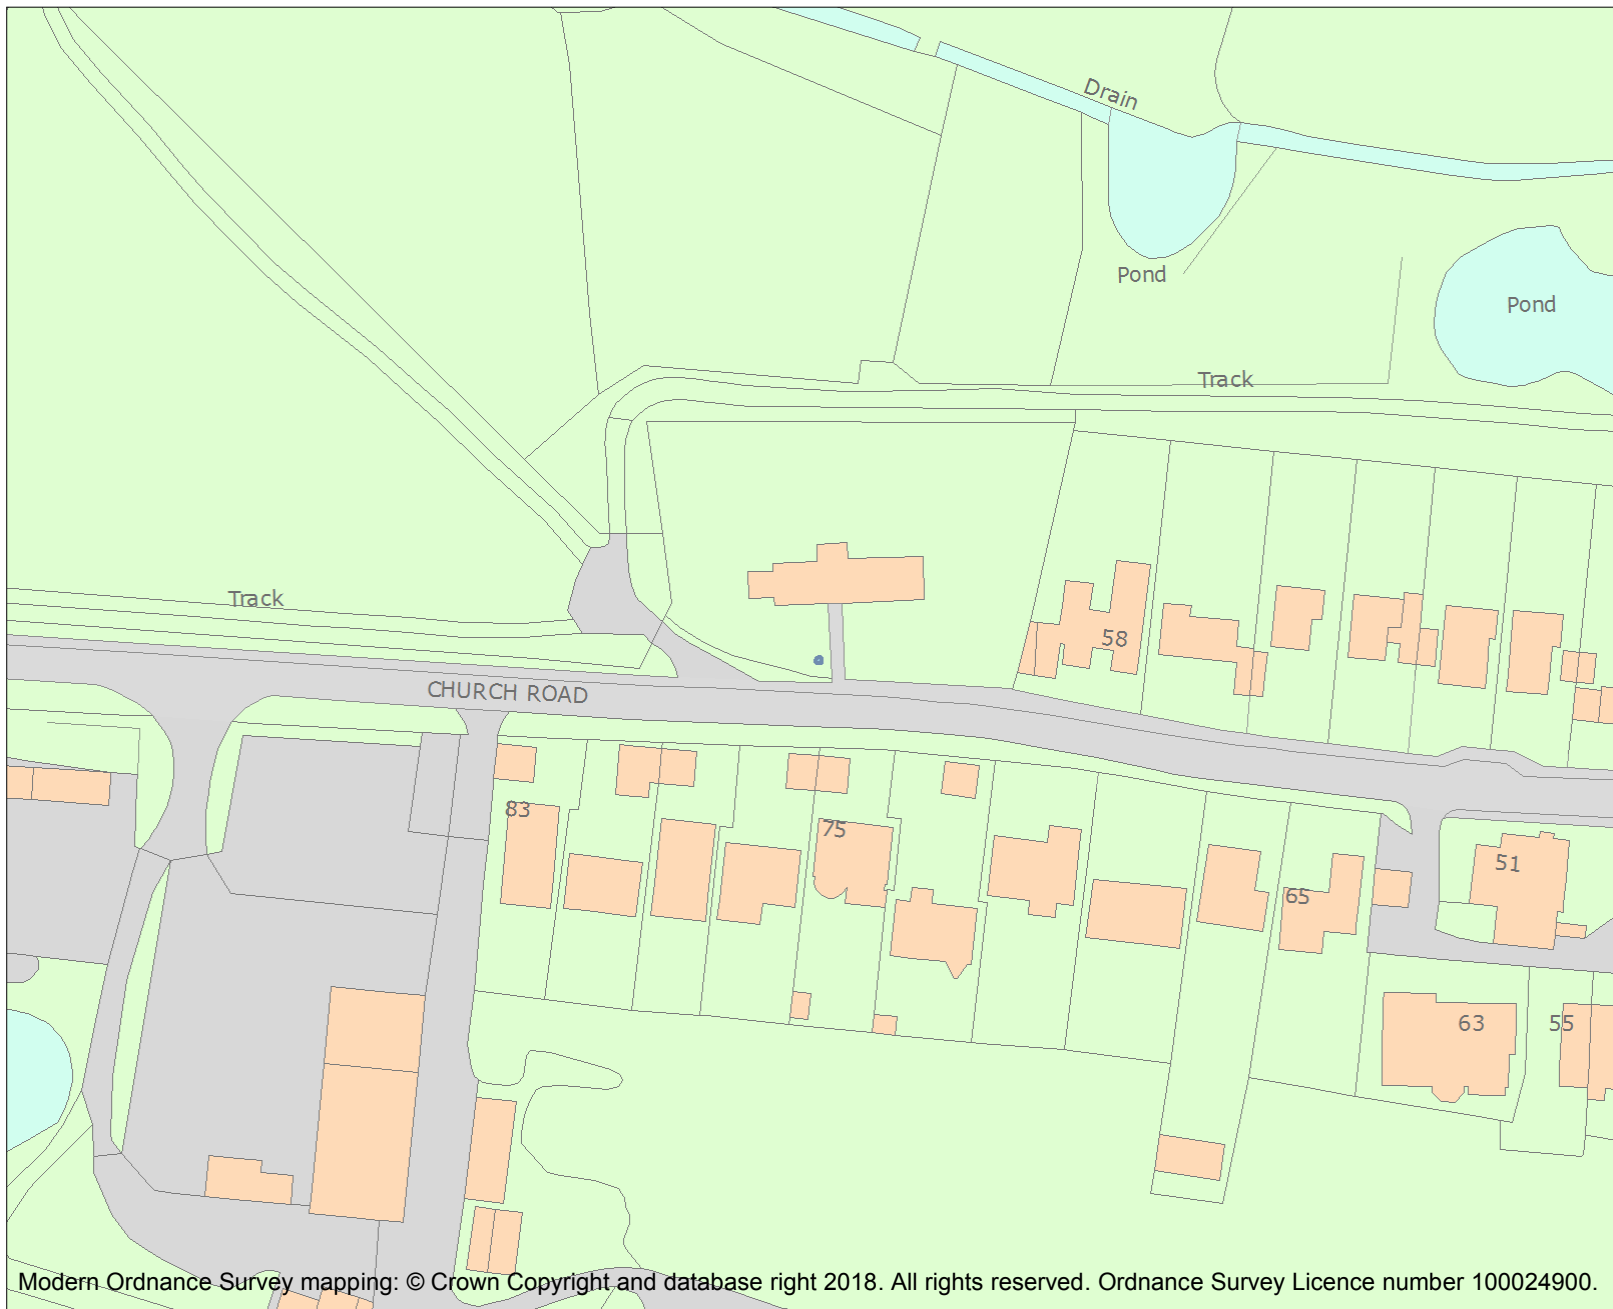 Drain
Pond
Pond
Track
Track
58
CHURCH ROAD
83
75
51
65
63
55
Modern Ordnance Survey mapping: © Crown Copyright and database right 2018. All rights reserved. Ordnance Survey Licence number 100024900.